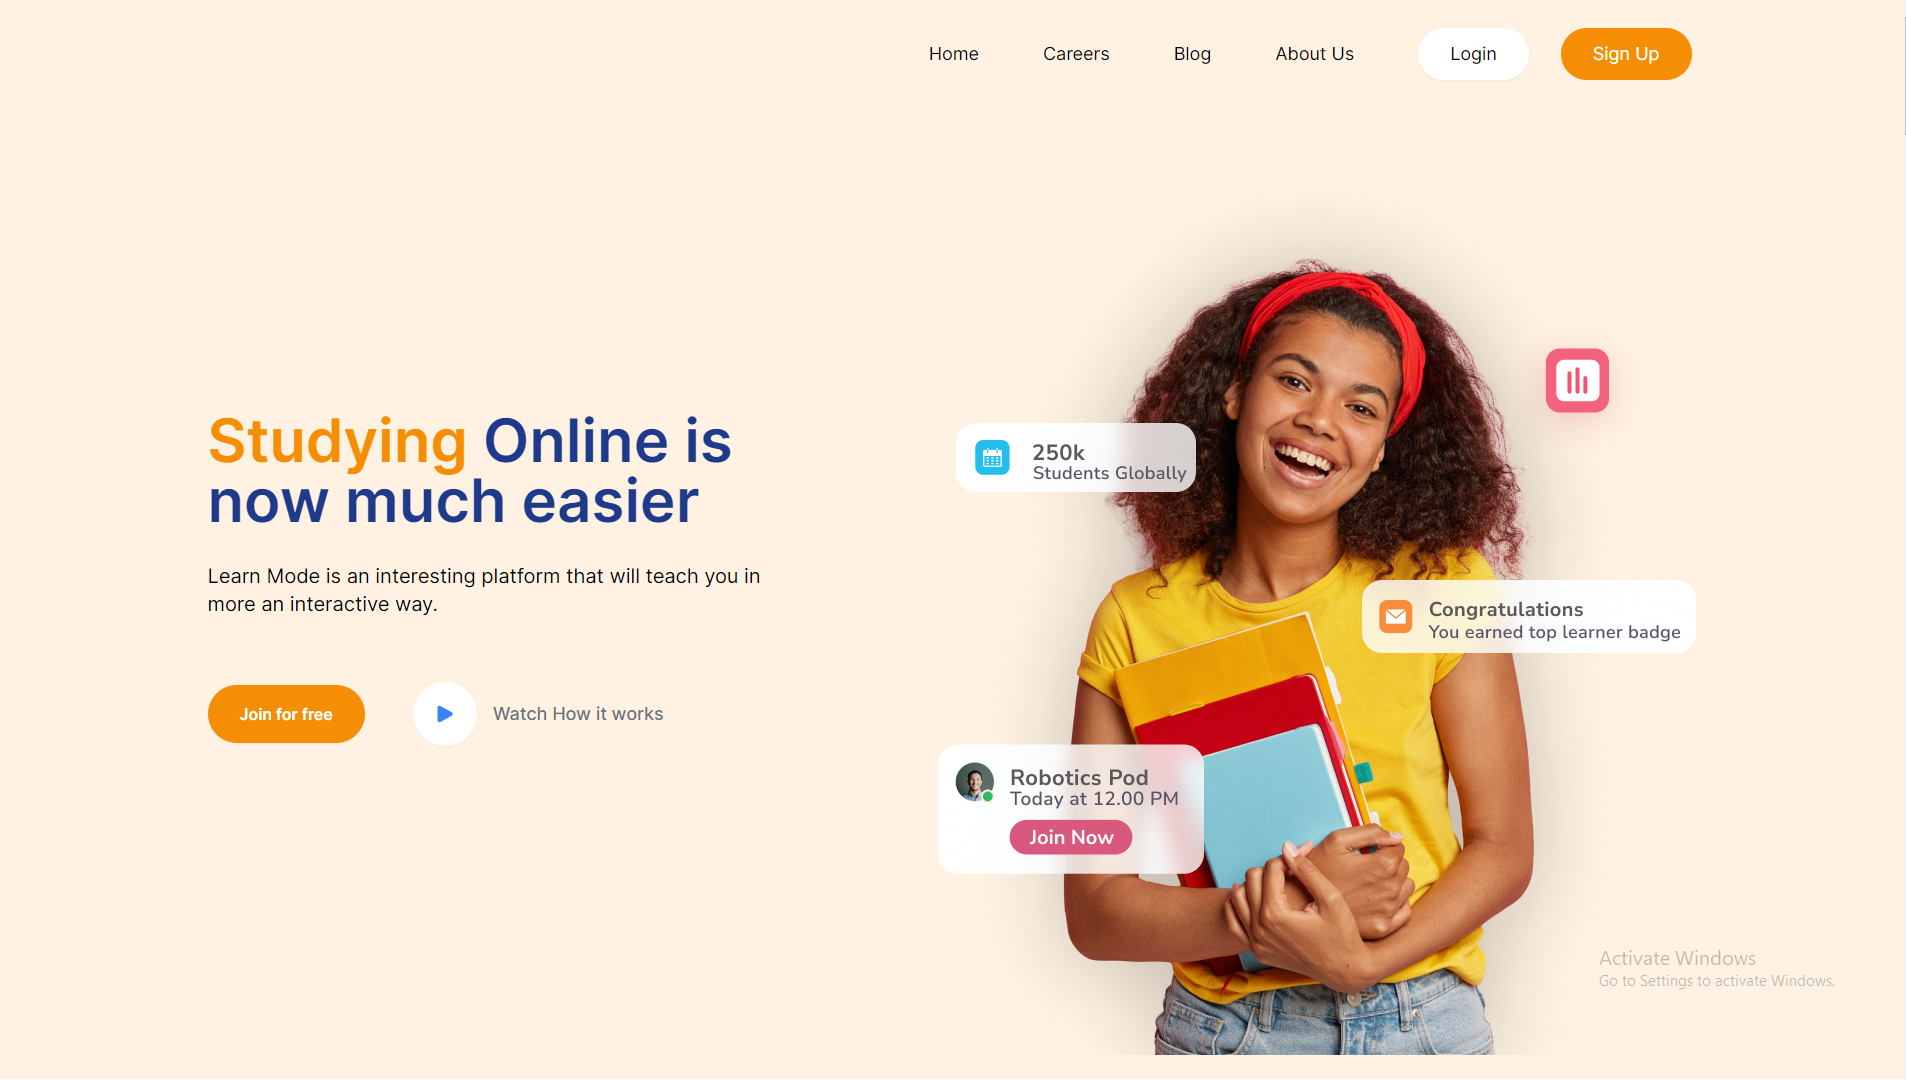 Home Careers Blog About Us Login Sign Up
Studying Online is
now much easier
Learn Mode is an interesting platform that will teach you in
more an interactive way.
Join for free
Watch How it works
250k
Students Globally
Congratulations
You earned top learner badge
Robotics Pod
Today at 12.00 PM
Join Now
Activate Windows
Go to Settings to activate Windows.